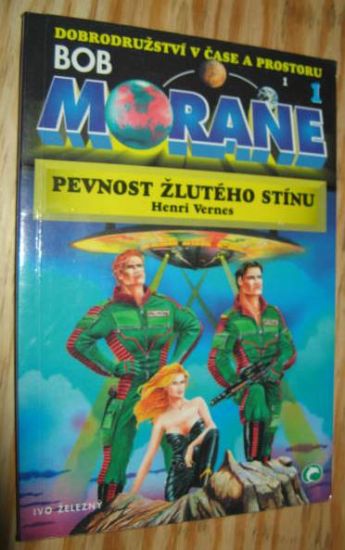 DOBRODRUŽSTVÍ V ČASE A PROSTORU
BOB
1
1
MORANE
PEVNOST ŽLUTÉHO STÍNU
Henri Vernes
IVO ŽELEZNÝ